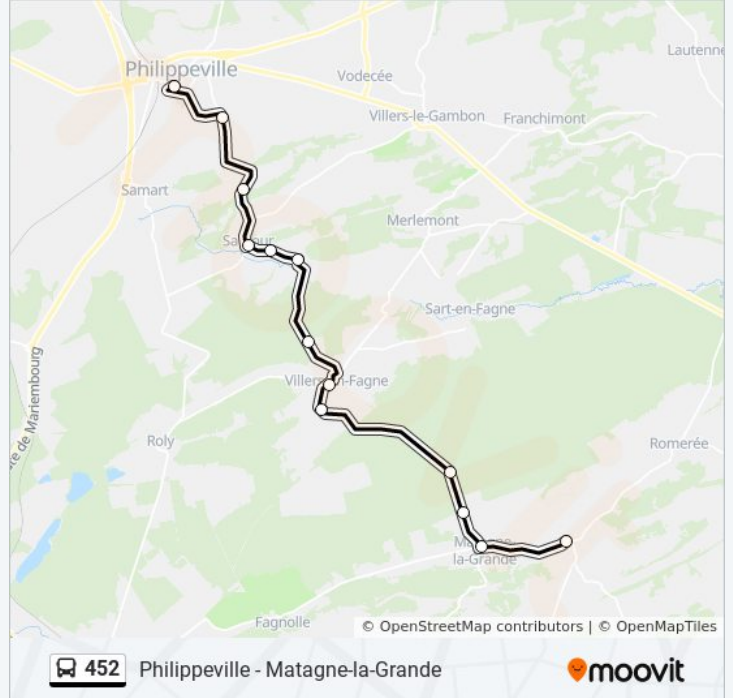 Philippeville
Lautenne
Vodecée
Villers-le-Gambon
Franchimont
Samart
Merlemont
Sart-en-Fagne
Roly
Romerée
la-Grande
Fagnolle
© OpenStreetMap contributors | © OpenMapTiles
452 Philippeville - Matagne-la-Grande
moovit